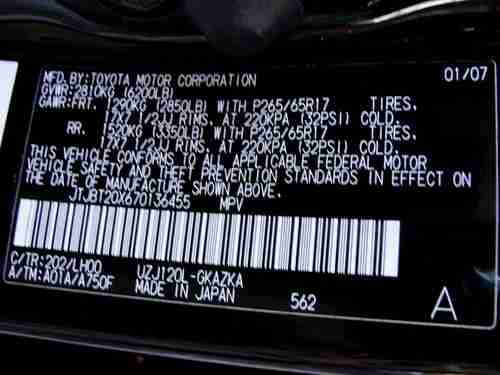 MFD.BY:TOYOTA MOTOR CORPORATION 01/07
GVWR:2810KG (6200LB)
GAWR:FRT. 1290KG (2850LB) WITH P265/65R17 TIRES.
17X7 1/2JJ RIMS. AT 220KPA (32PSI) COLD.
RR. 1520KG (3350LB) WITH P265/65R17 TIRES.
17X7 1/2JJ RIMS. AT 220KPA (32PSI) COLD.
THIS VEHICLE CONFORMS TO ALL APPLICABLE FEDERAL MOTOR
VEHICLE SAFETY AND THEFT PREVENTION STANDARDS IN EFFECT ON
THE DATE OF MANUFACTURE SHOWN ABOVE.
JTJBT20X670136455 MPV
C/TR:202/LH00 UZJ120L-GKAZKA
A/TM:A01A/A750F MADE IN JAPAN 562 A